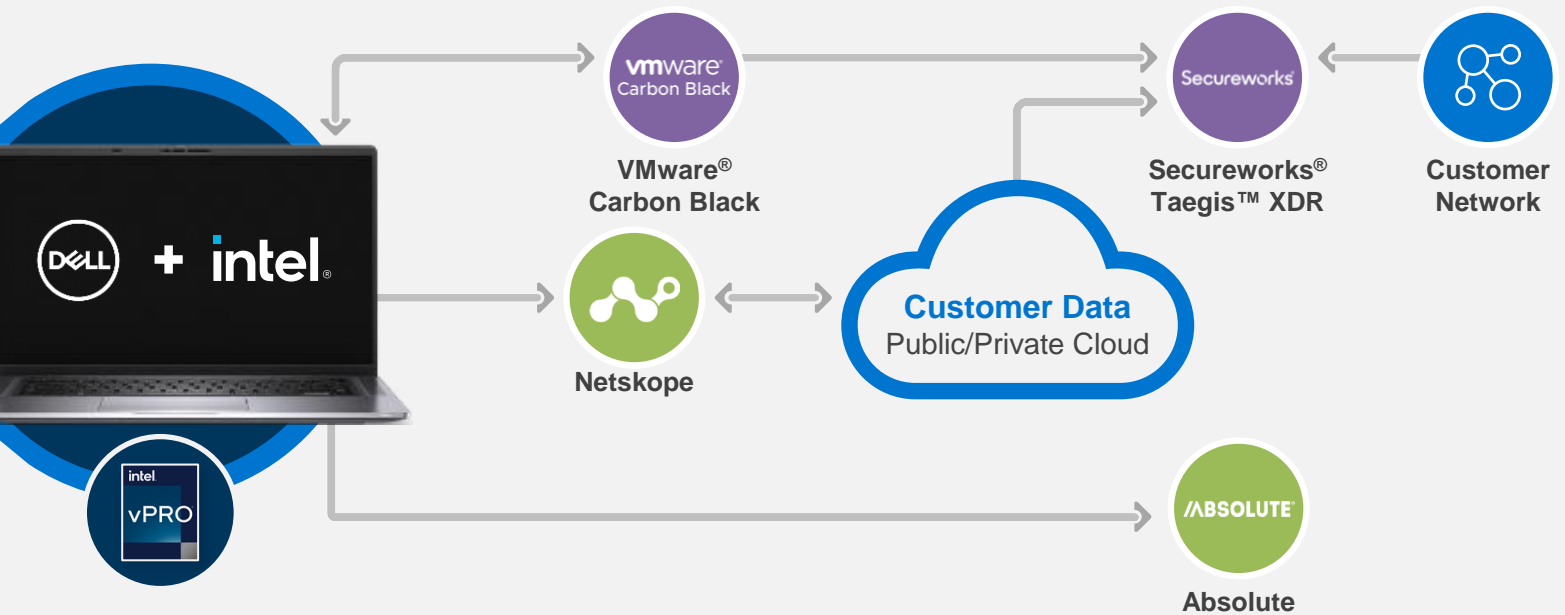 vmware®
Carbon Black
VMware®
Carbon Black
Secureworks®
Secureworks®
Taegis™ XDR
Customer
Network
DELL + intel®
Netskope
Customer Data
Public/Private Cloud
intel
vPRO
/ABSOLUTE®
Absolute